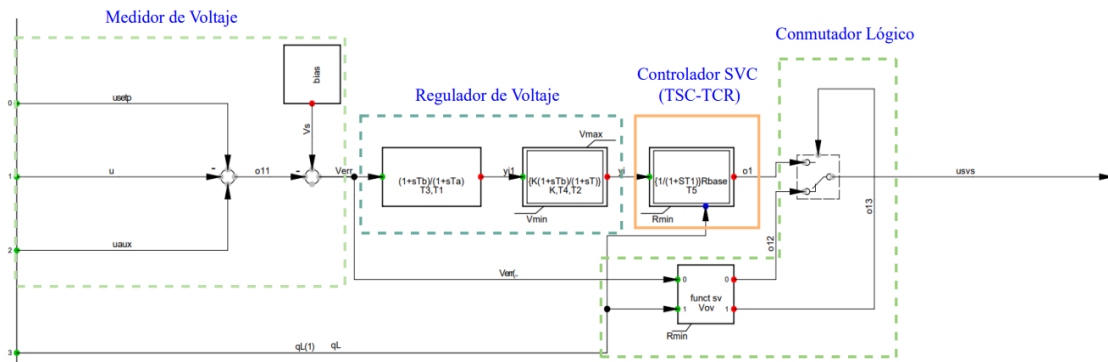 Medidor de Voltaje
Conmutador Lógico
Controlador SVC
(TSC-TCR)
Regulador de Voltaje
bias
0
usetp
Vs
Vmax
-
-
1
u
o11
Verr
(1+sTb)/(1+sTa)
T3,T1
yi1
{K(1+sTb)/(1+sT)}
K,T4,T2
yi
{1/(1+ST1)}Rbase
T5
o1
usvs
Vmin
Rmin
o13
o12
2
uaux
Verr(..
0
0
funct sv
Vov
1
1
Rmin
3
qL(1)
qL